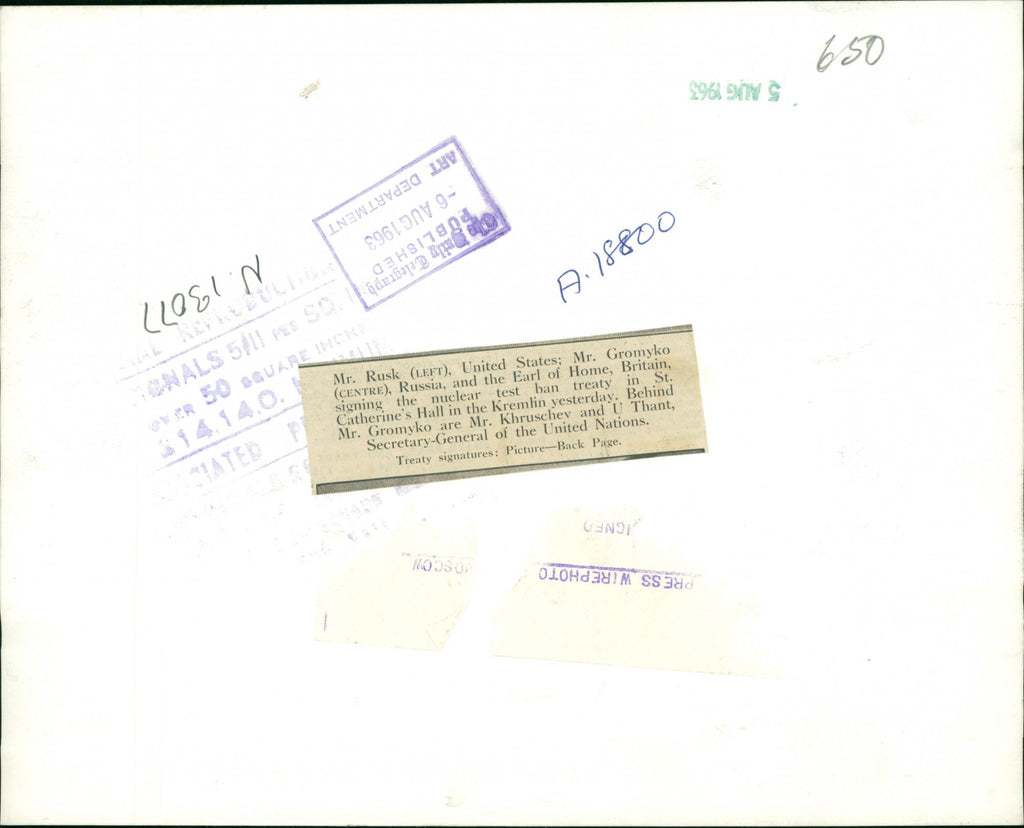 650
5 AUG 1963
The Daily Telegraph
PUBLISHED
-6 AUG 1963
ART DEPARTMENT
A.18800
N.13077
NALS 5/11 PER SQ.
OVER 50 SQUARE INCH
£14.14.0.
Mr. Rusk (LEFT), United States; Mr. Gromyko
(CENTRE), Russia, and the Earl of Home, Britain,
signing the nuclear test ban treaty in St.
Catherine's Hall in the Kremlin yesterday. Behind
Mr. Gromyko are Mr. Khruschev and U Thant,
Secretary-General of the United Nations.
Treaty signatures: Picture—Back Page.
IGNED
PRESS WIREPHOTO
OSCOW